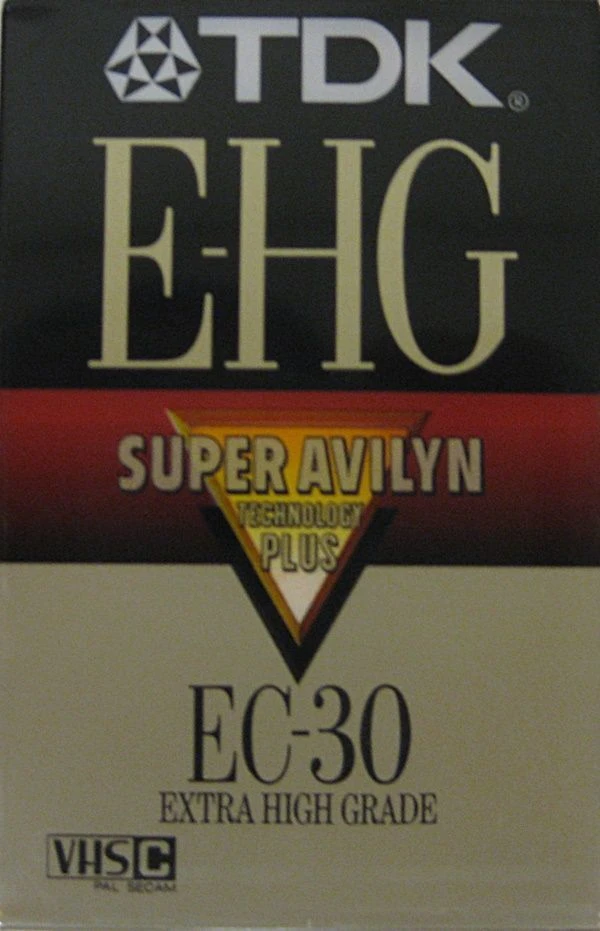 TDK®
E-HG
SUPER AVILYN
TECHNOLOGY
PLUS
EC-30
EXTRA HIGH GRADE
VHS C
PAL SECAM